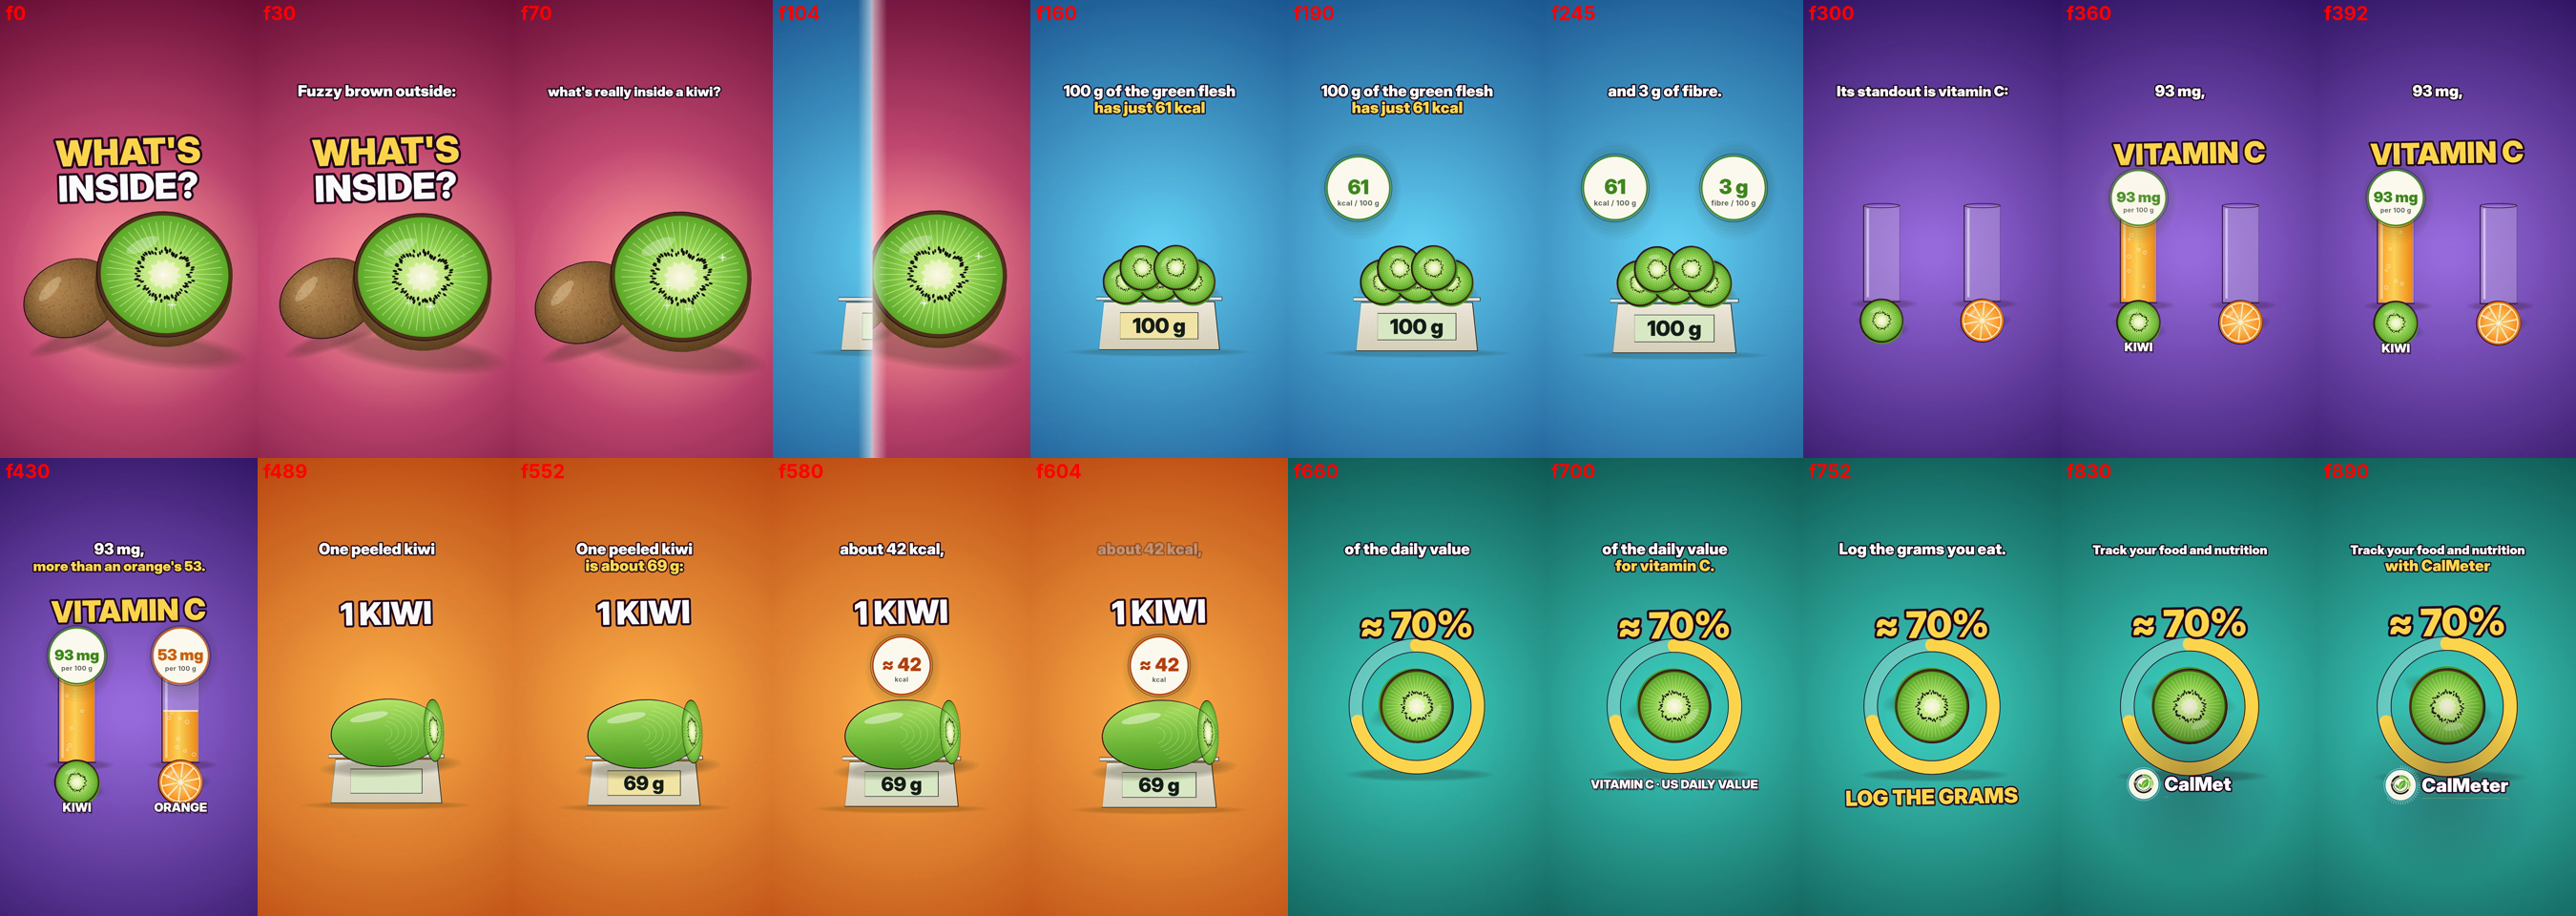 f0
WHAT'S
INSIDE?
f30
Fuzzy brown outside:
WHAT'S
INSIDE?
f70
what's really inside a kiwi?
f104
f160
100 g of the green flesh
has just 61 kcal
100 g
f190
100 g of the green flesh
has just 61 kcal
61
kcal / 100 g
100 g
f245
and 3 g of fibre.
61
kcal / 100 g
3 g
fibre / 100 g
100 g
f300
Its standout is vitamin C:
f360
93 mg,
VITAMIN C
93 mg
per 100 g
KIWI
f392
93 mg,
VITAMIN C
93 mg
per 100 g
KIWI
f430
93 mg,
more than an orange's 53.
VITAMIN C
93 mg
per 100 g
53 mg
per 100 g
KIWI
ORANGE
f489
One peeled kiwi
1 KIWI
f552
One peeled kiwi
is about 69 g:
1 KIWI
69 g
f580
about 42 kcal,
1 KIWI
≈ 42
kcal
69 g
f604
about 42 kcal,
1 KIWI
≈ 42
kcal
69 g
f660
of the daily value
≈ 70%
f700
of the daily value
for vitamin C.
≈ 70%
VITAMIN C · US DAILY VALUE
f752
Log the grams you eat.
≈ 70%
LOG THE GRAMS
f830
Track your food and nutrition
≈ 70%
CalMet
f890
Track your food and nutrition
with CalMeter
≈ 70%
CalMeter